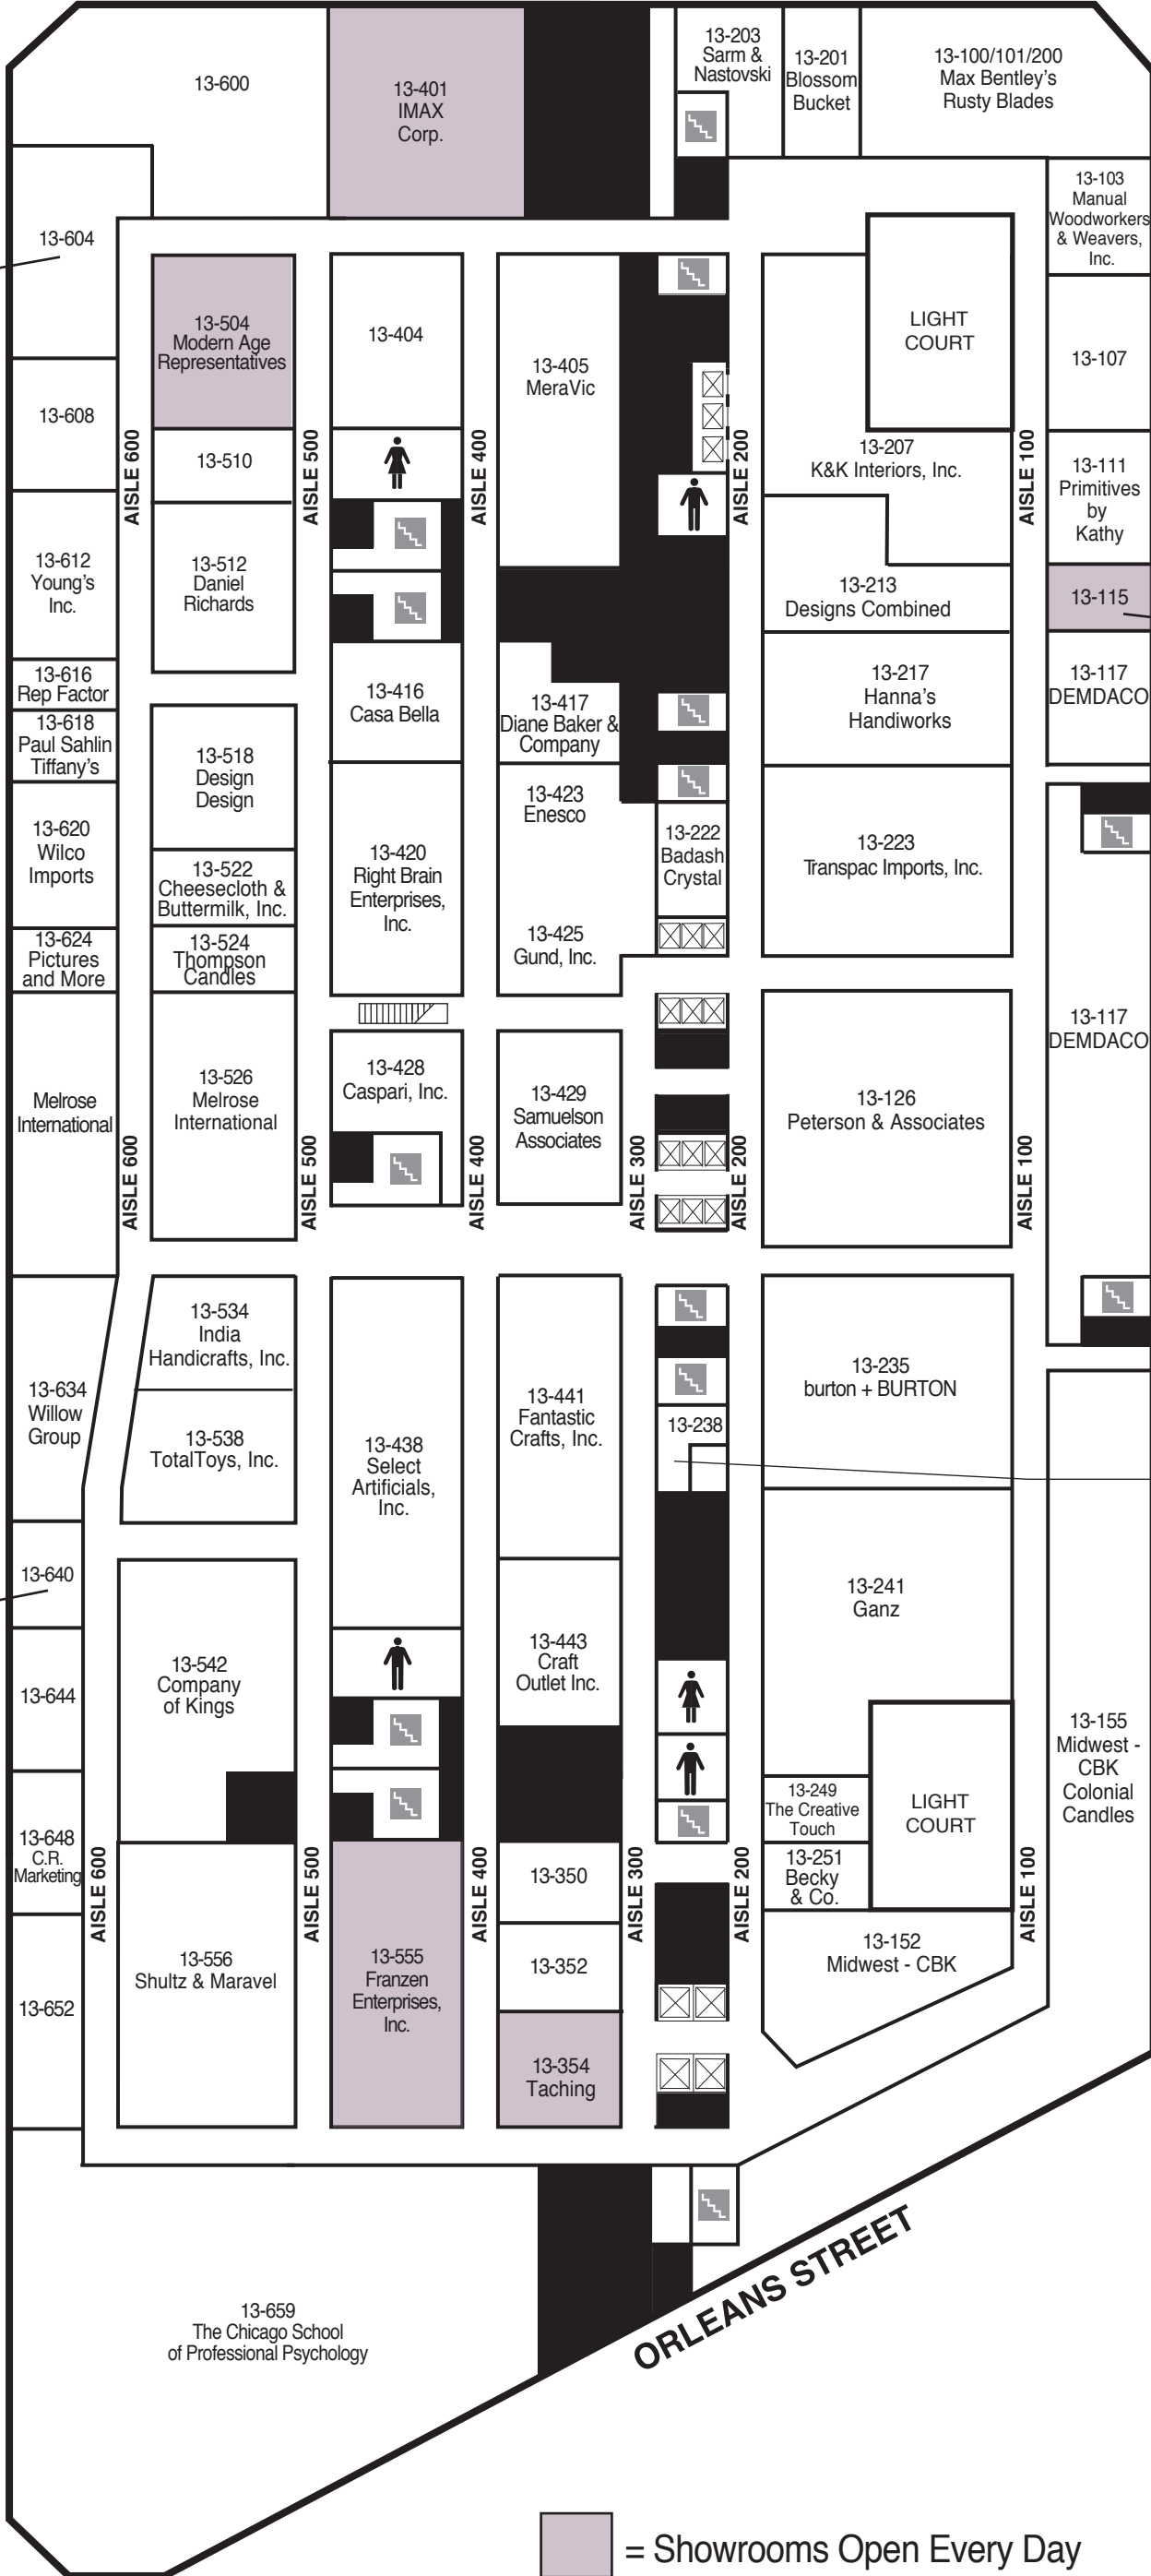 13-600
13-401
IMAX
Corp.
13-203
Sarm &
Nastovski
13-201
Blossom
Bucket
13-100/101/200
Max Bentley's
Rusty Blades
13-103
Manual
Woodworkers
& Weavers,
Inc.
13-604
13-504
Modern Age
Representatives
13-404
13-405
MeraVic
LIGHT
COURT
13-107
13-608
13-510
AISLE 600
AISLE 500
AISLE 400
AISLE 200
AISLE 100
13-207
K&K Interiors, Inc.
13-111
Primitives
by
Kathy
13-612
Young's
Inc.
13-512
Daniel
Richards
13-213
Designs Combined
13-115
13-616
Rep Factor
13-416
Casa Bella
13-417
Diane Baker &
Company
13-217
Hanna's
Handiworks
13-117
DEMDACO
13-618
Paul Sahlin
Tiffany's
13-518
Design
Design
13-423
Enesco
13-620
Wilco
Imports
13-522
Cheesecloth &
Buttermilk, Inc.
13-420
Right Brain
Enterprises,
Inc.
13-222
Badash
Crystal
13-223
Transpac Imports, Inc.
13-624
Pictures
and More
13-524
Thompson
Candles
13-425
Gund, Inc.
Melrose
International
13-526
Melrose
International
13-428
Caspari, Inc.
13-429
Samuelson
Associates
13-126
Peterson & Associates
13-117
DEMDACO
AISLE 600
AISLE 500
AISLE 400
AISLE 300
AISLE 200
AISLE 100
13-634
Willow
Group
13-534
India
Handicrafts, Inc.
13-538
TotalToys, Inc.
13-438
Select
Artificials,
Inc.
13-441
Fantastic
Crafts, Inc.
13-238
13-235
burton + BURTON
13-640
13-542
Company
of Kings
13-443
Craft
Outlet Inc.
13-241
Ganz
13-644
13-155
Midwest -
CBK
Colonial
Candles
13-648
C.R.
Marketing
13-249
The Creative
Touch
LIGHT
COURT
13-251
Becky
& Co.
AISLE 600
AISLE 500
AISLE 400
AISLE 300
AISLE 200
AISLE 100
13-350
13-652
13-556
Shultz & Maravel
13-555
Franzen
Enterprises,
Inc.
13-352
13-152
Midwest - CBK
13-354
Taching
13-659
The Chicago School
of Professional Psychology
ORLEANS STREET
= Showrooms Open Every Day